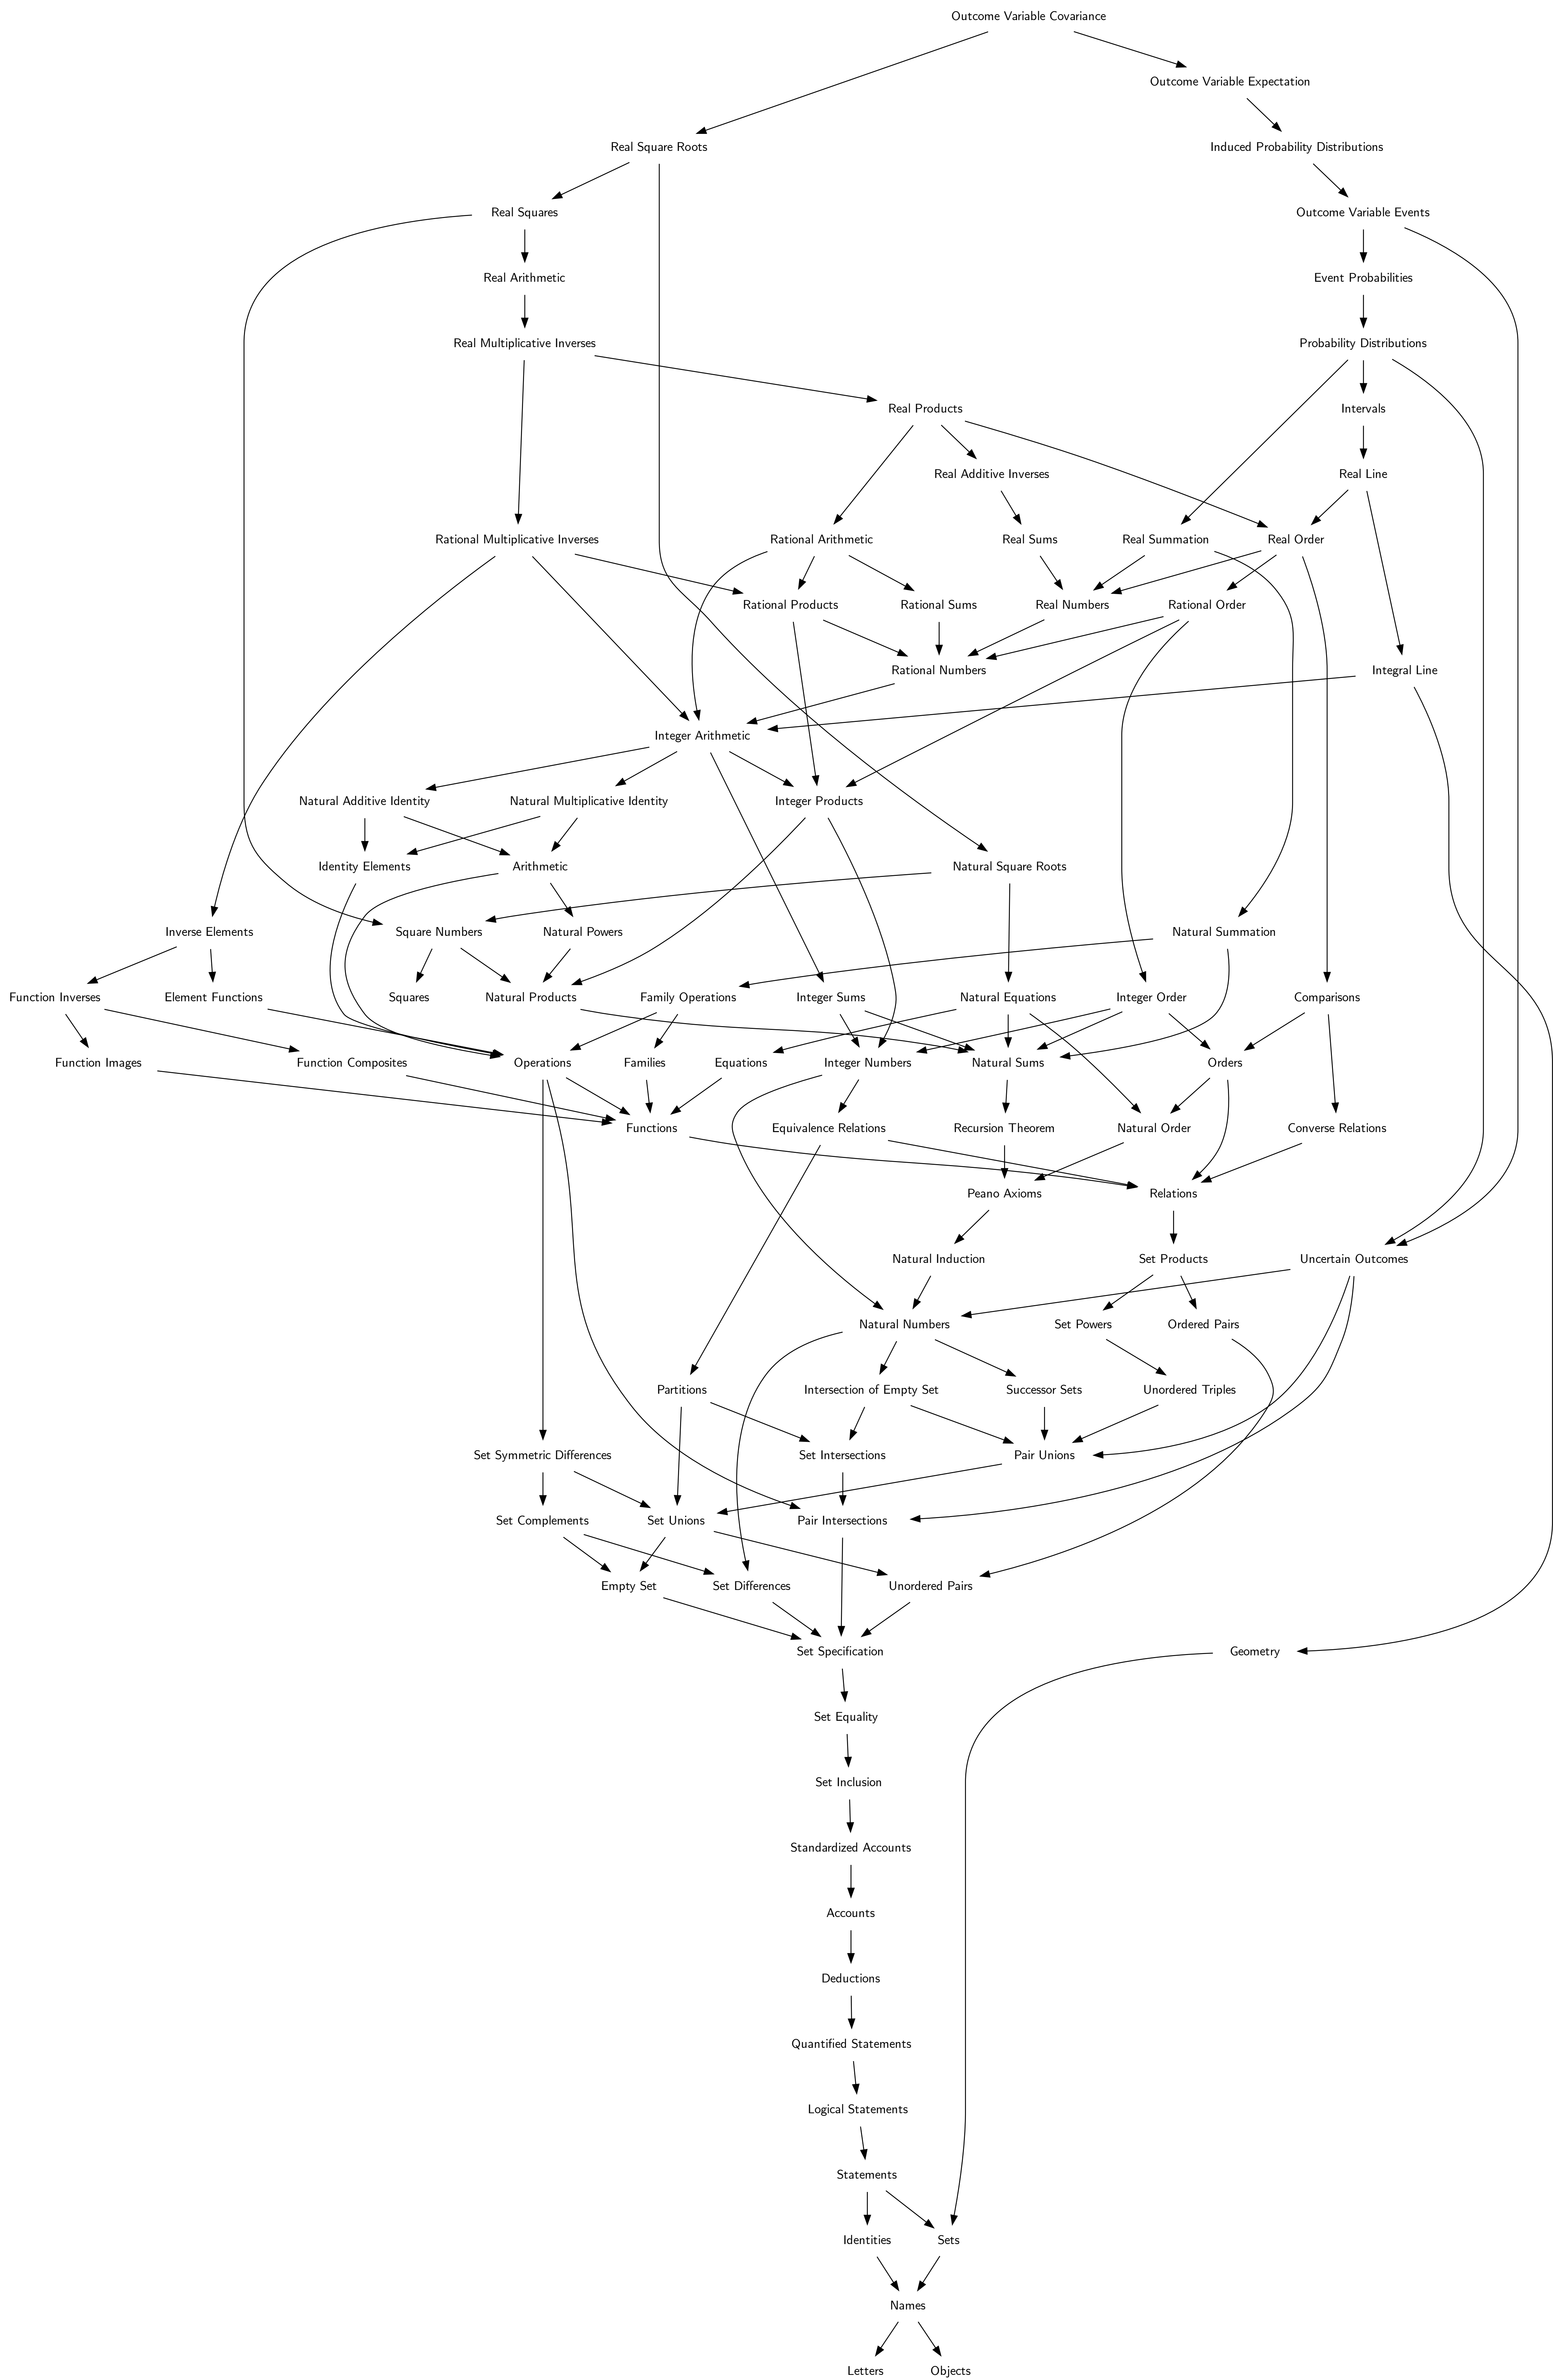 Outcome Variable Covariance
Outcome Variable Expectation
Real Square Roots
Induced Probability Distributions
Real Squares
Outcome Variable Events
Real Arithmetic
Event Probabilities
Real Multiplicative Inverses
Probability Distributions
Real Products
Intervals
Real Additive Inverses
Real Line
Rational Multiplicative Inverses
Rational Arithmetic
Real Sums
Real Summation
Real Order
Rational Products
Rational Sums
Real Numbers
Rational Order
Rational Numbers
Integral Line
Integer Arithmetic
Natural Additive Identity
Natural Multiplicative Identity
Integer Products
Identity Elements
Arithmetic
Natural Square Roots
Inverse Elements
Square Numbers
Natural Powers
Natural Summation
Function Inverses
Element Functions
Squares
Natural Products
Family Operations
Integer Sums
Natural Equations
Integer Order
Comparisons
Function Images
Function Composites
Operations
Families
Equations
Integer Numbers
Natural Sums
Orders
Functions
Equivalence Relations
Recursion Theorem
Natural Order
Converse Relations
Peano Axioms
Relations
Natural Induction
Set Products
Uncertain Outcomes
Natural Numbers
Set Powers
Ordered Pairs
Partitions
Intersection of Empty Set
Successor Sets
Unordered Triples
Set Symmetric Differences
Set Intersections
Pair Unions
Set Complements
Set Unions
Pair Intersections
Empty Set
Set Differences
Unordered Pairs
Set Specification
Geometry
Set Equality
Set Inclusion
Standardized Accounts
Accounts
Deductions
Quantified Statements
Logical Statements
Statements
Identities
Sets
Names
Letters
Objects